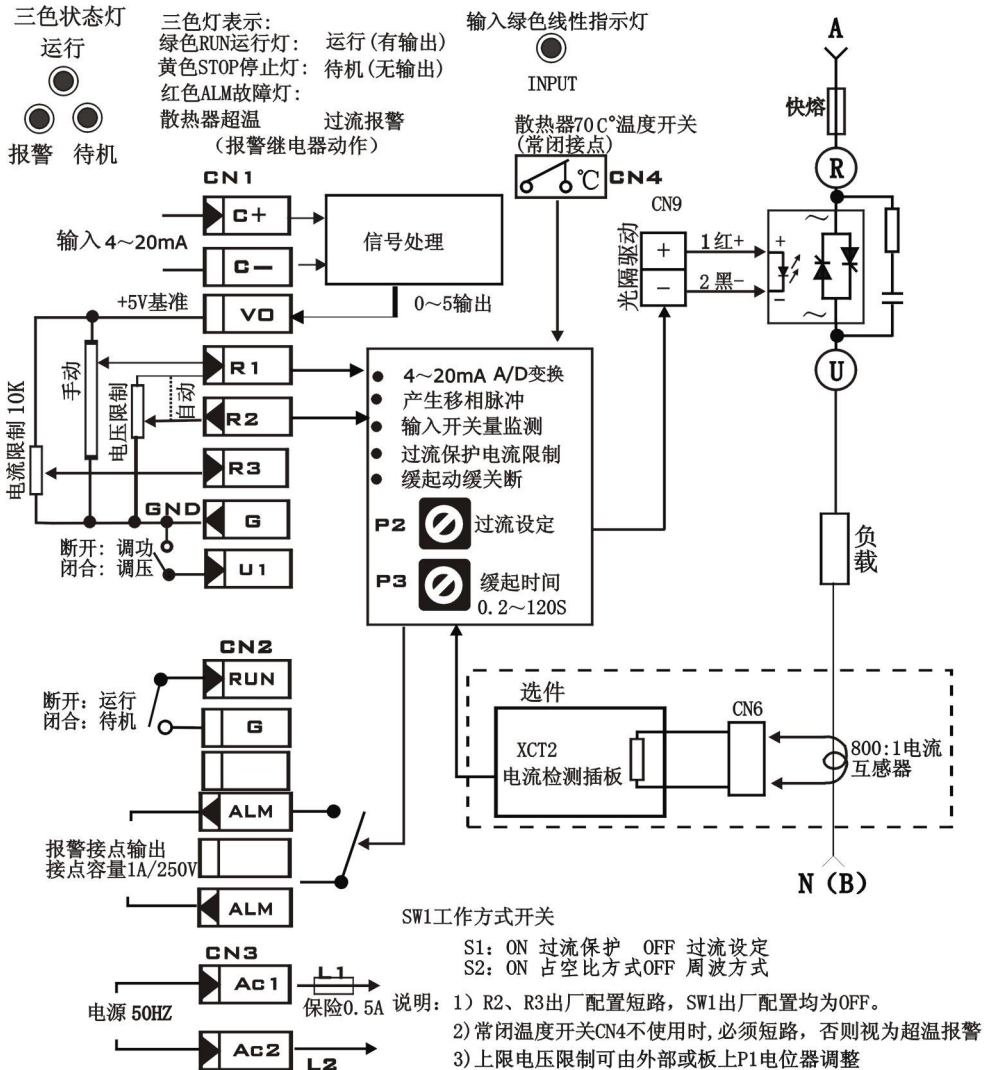 三色状态灯
运行
报警 待机
三色灯表示:
绿色RUN运行灯: 运行(有输出)
黄色STOP停止灯: 待机(无输出)
红色ALM故障灯:
散热器超温 过流报警
(报警继电器动作)
输入绿色线性指示灯
INPUT
散热器70C°温度开关
(常闭接点)
℃ CN4
CN1
C+
C-
输入 4~20mA
信号处理
0~5输出
+5V基准
VO
R1
R2
R3
GND
G
U1
手动
自动
电压限制
电流限制 10K
断开: 调功
闭合: 调压
4~20mA A/D变换
产生移相脉冲
输入开关量监测
过流保护电流限制
缓起动缓关断
P2 过流设定
P3 缓起时间
0.2~120S
CN9
光隔驱动
+
-
1红+
2黑-
+
-
~
~
A
快熔
R
U
负载
N (B)
CN2
RUN
G
断开: 运行
闭合: 待机
ALM
ALM
报警接点输出
接点容量1A/250V
选件
XCT2
电流检测插板
CN6
800:1电流
互感器
CN3
Ac1
Ac2
电源 50HZ
L1
保险0.5A
L2
SW1工作方式开关
S1: ON 过流保护 OFF 过流设定
S2: ON 占空比方式OFF 周波方式
说明: 1) R2、R3出厂配置短路, SW1出厂配置均为OFF。
2)常闭温度开关CN4不使用时,必须短路, 否则视为超温报警
3)上限电压限制可由外部或板上P1电位器调整